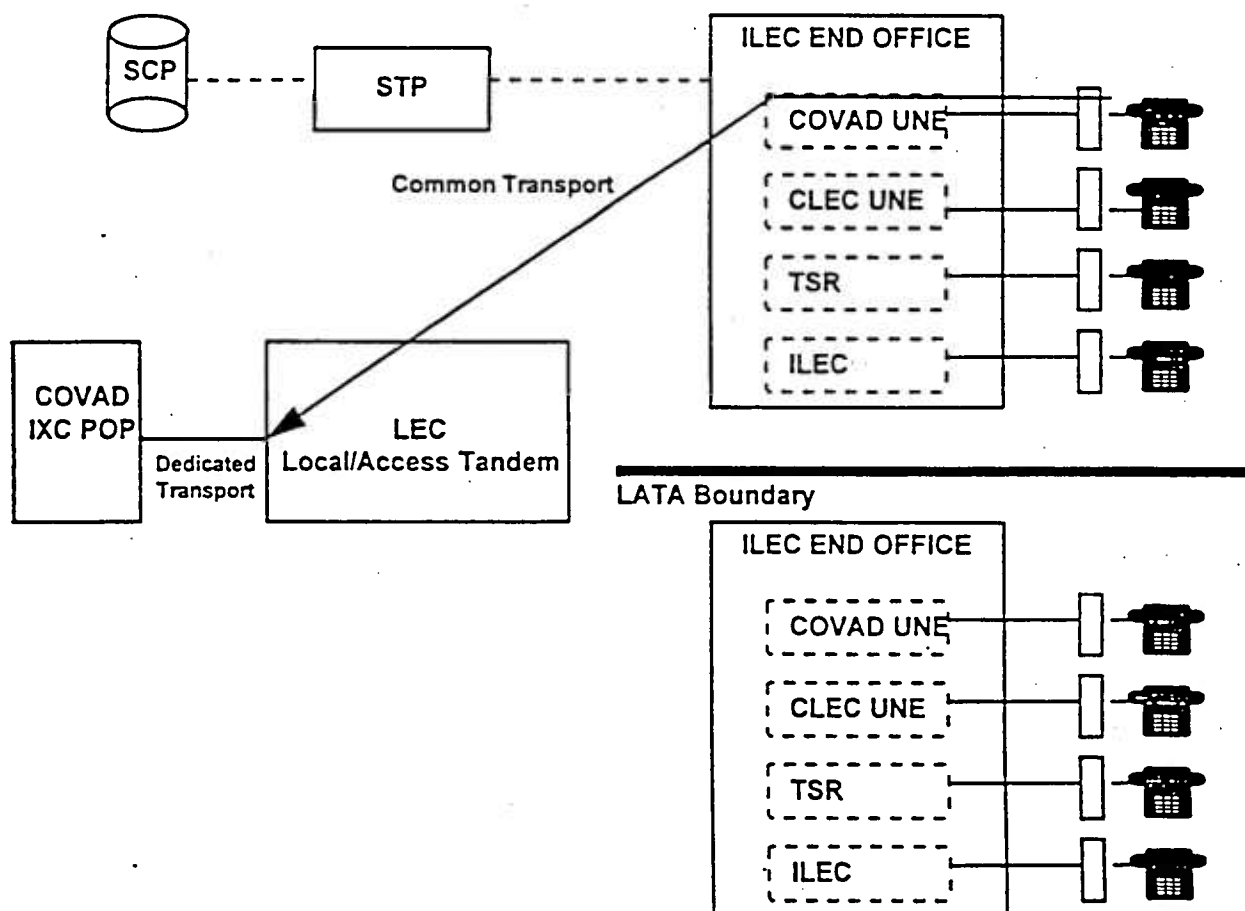 ILEC END OFFICE
SCP
STP
COVAD UNE
Common Transport
CLEC UNE
TSR
ILEC
COVAD
IXC POP
LEC
Local/Access Tandem
Dedicated
Transport
LATA Boundary
ILEC END OFFICE
COVAD UNE
CLEC UNE
TSR
ILEC